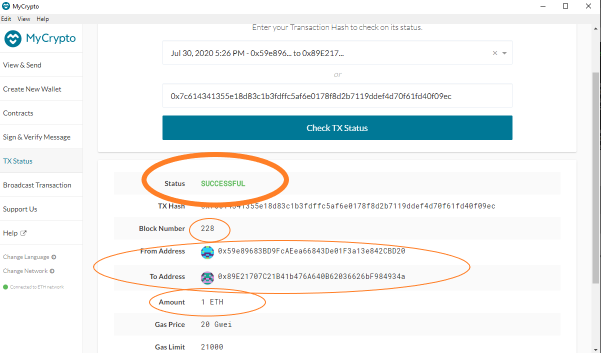 MyCrypto
Edit View Help
MyCrypto
View & Send
Create New Wallet
Contracts
Sign & Verify Message
TX Status
Broadcast Transaction
Support Us
Help
Change Language
Change Network
Connected to ETH network
Enter your Transaction Hash to check on its status.
Jul 30, 2020 5:26 PM - 0x59e896... to 0x89E217...
or
0x7c614341355e18d83c1b3fdffc5af6e0178f8d2b7119ddef4d70f61fd40f09ec
Check TX Status
Status SUCCESSFUL
TX Hash 0x7c614341355e18d83c1b3fdffc5af6e0178f8d2b7119ddef4d70f61fd40f09ec
Block Number 228
From Address 0x59e89683BD9FcAEea66843De01F3a13e842CBD20
To Address 0x89E21707C21B41b476A640B62036626bF984934a
Amount 1 ETH
Gas Price 20 Gwei
Gas Limit 21000